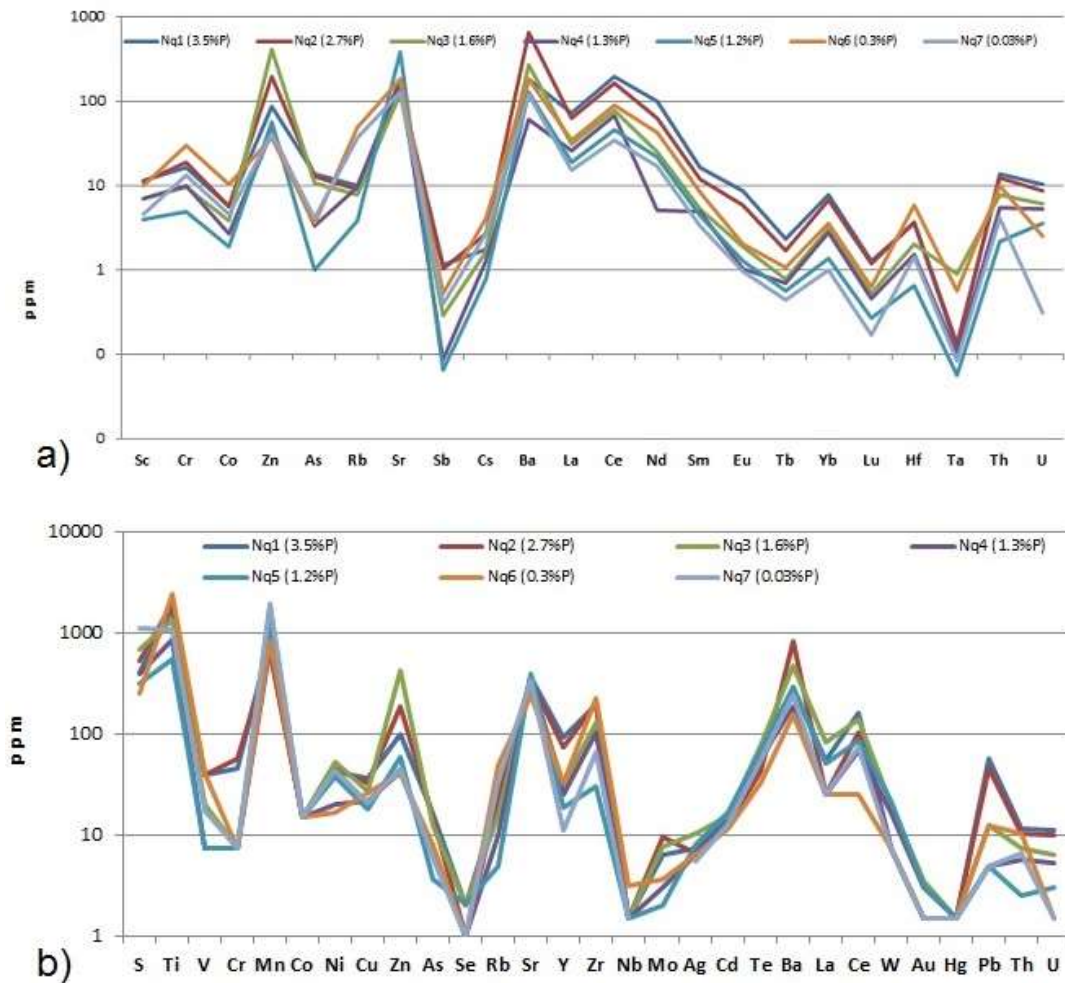 1000
Nq1 (3.5%P) Nq2 (2.7%P) Nq3 (1.6%P) Nq4 (1.3%P) Nq5 (1.2%P) Nq6 (0.3%P) Nq7 (0.03%P)
100
10
1
ppm
0
0
a)
Sc Cr Co Zn As Rb Sr Sb Cs Ba La Ce Nd Sm Eu Tb Yb Lu Hf Ta Th U
10000
Nq1 (3.5%P) Nq2 (2.7%P) Nq3 (1.6%P) Nq4 (1.3%P)
Nq5 (1.2%P) Nq6 (0.3%P) Nq7 (0.03%P)
1000
ppm
100
10
1
b)
S Ti V Cr Mn Co Ni Cu Zn As Se Rb Sr Y Zr Nb Mo Ag Cd Te Ba La Ce W Au Hg Pb Th U